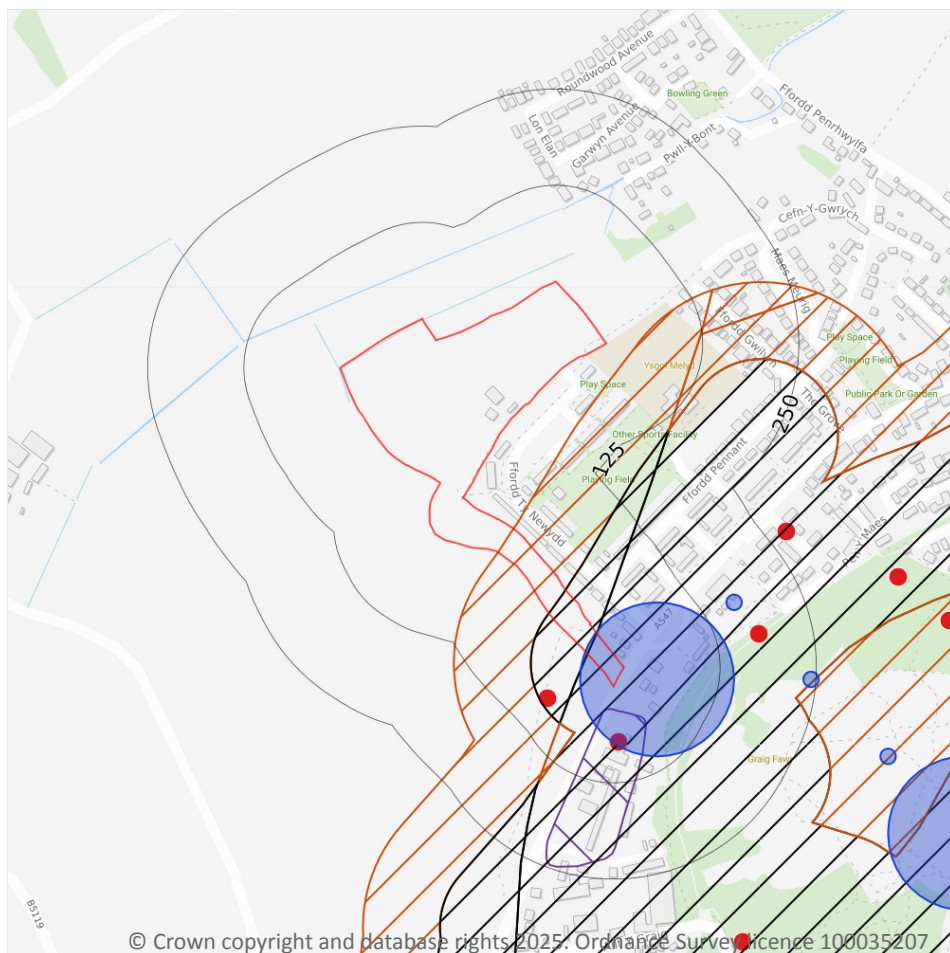 Roundwood Avenue
Bowling Green
Ffordd Penrhwylfa
Lon Elan
Garwyn Avenue
Pwll-Y-Bont
Cefn-Y-Gwrych
Maes Meurig
Ffordd Gwilym
Play Space
Playing Field
Ysgol Melyd
Play Space
Public Park Or Garden
The Grove
250
Other Sports Facility
125
Playing Field
Ffordd Pennant
Ffordd Ty Newydd
Pen Y Maes
A547
Graig Fawr
B5119
© Crown copyright and database rights 2025. Ordnance Survey licence 100035207